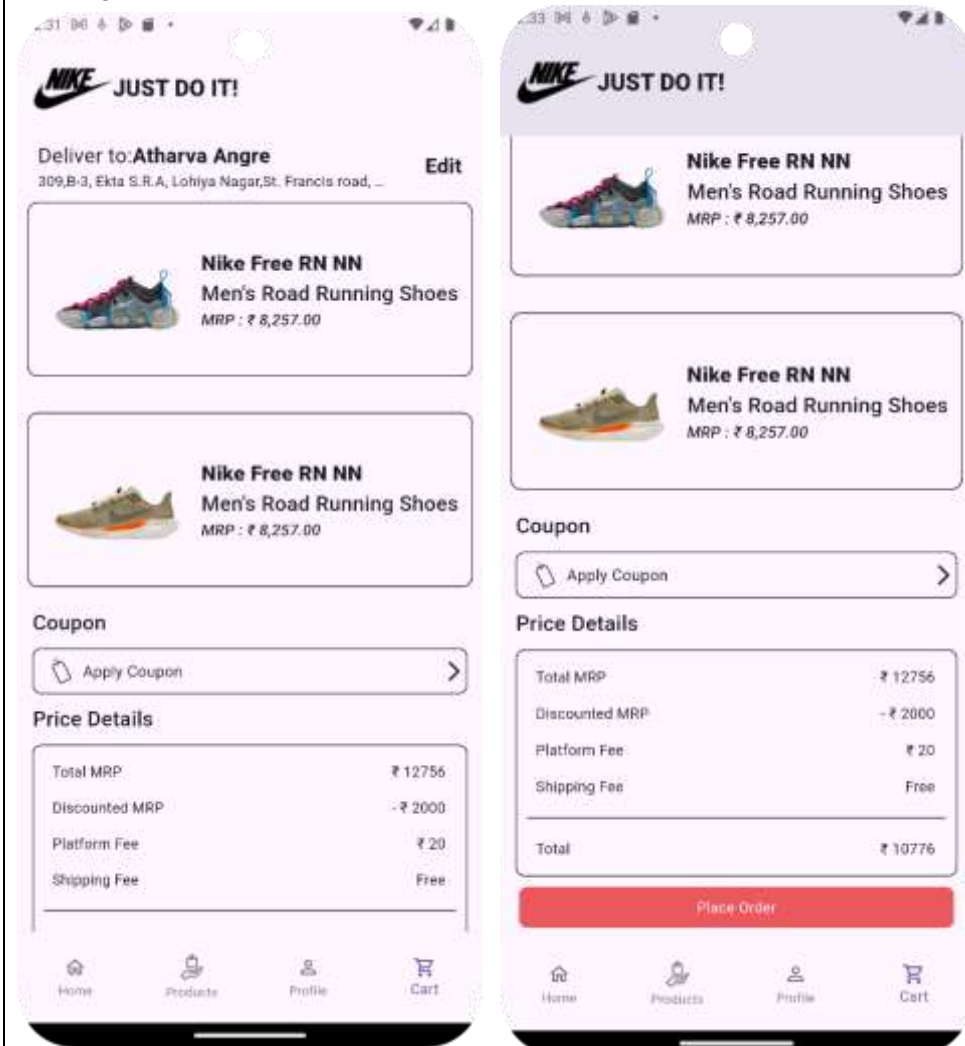 :31
NIKE JUST DO IT!
Deliver to:Atharva Angre
Edit
309,B-3, Ekta S.R.A, Lohiya Nagar,St. Francis road, ...
Nike Free RN NN
Men's Road Running Shoes
MRP : ₹ 8,257.00
Nike Free RN NN
Men's Road Running Shoes
MRP : ₹ 8,257.00
Coupon
Apply Coupon
Price Details
Total MRP ₹ 12756
Discounted MRP - ₹ 2000
Platform Fee ₹ 20
Shipping Fee Free
Home Products Profile Cart
:33
NIKE JUST DO IT!
Nike Free RN NN
Men's Road Running Shoes
MRP : ₹ 8,257.00
Nike Free RN NN
Men's Road Running Shoes
MRP : ₹ 8,257.00
Coupon
Apply Coupon
Price Details
Total MRP ₹ 12756
Discounted MRP - ₹ 2000
Platform Fee ₹ 20
Shipping Fee Free
Total ₹ 10776
Place Order
Home Products Profile Cart